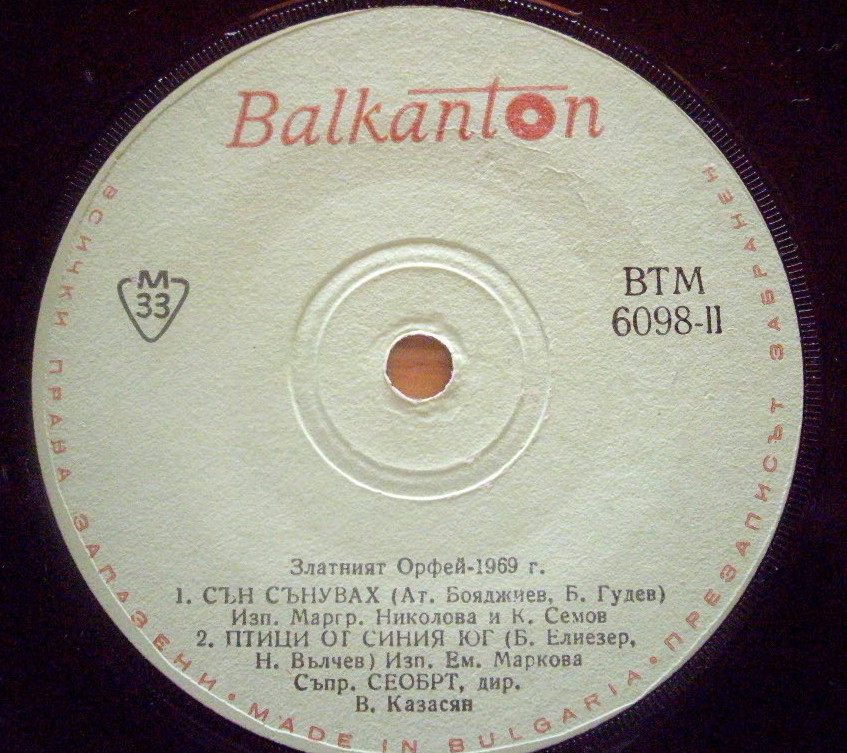 Balkanton
M
33
ВТМ
6098-II
Златният Орфей-1969 г.
1. СЪН СЪНУВАХ (Ат. Бояджиев, Б. Гудев)
Изп. Маргр. Николова и К. Семов
2. ПТИЦИ ОТ СИНИЯ ЮГ (Б. Елиезер,
Н. Вълчев) Изп. Ем. Маркова
Съпр. СЕОБРТ, дир.
В. Казасян
ВСИЧКИ ПРАВА ЗАПАЗЕНИ • MADE IN BULGARIA • ПРЕЗАПИСЪТ ЗАБРАНЕН